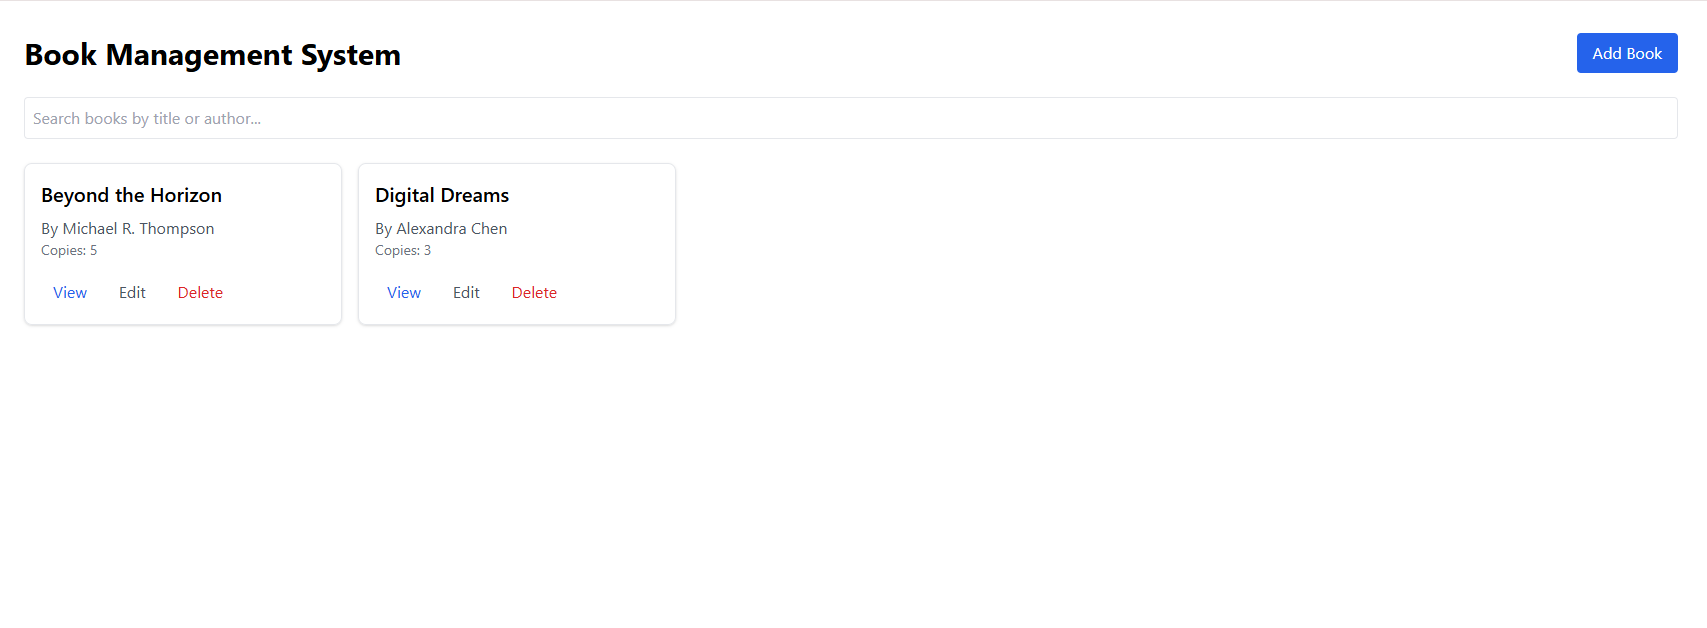 Book Management System
Add Book
Search books by title or author...
Beyond the Horizon
By Michael R. Thompson
Copies: 5
View Edit Delete
Digital Dreams
By Alexandra Chen
Copies: 3
View Edit Delete